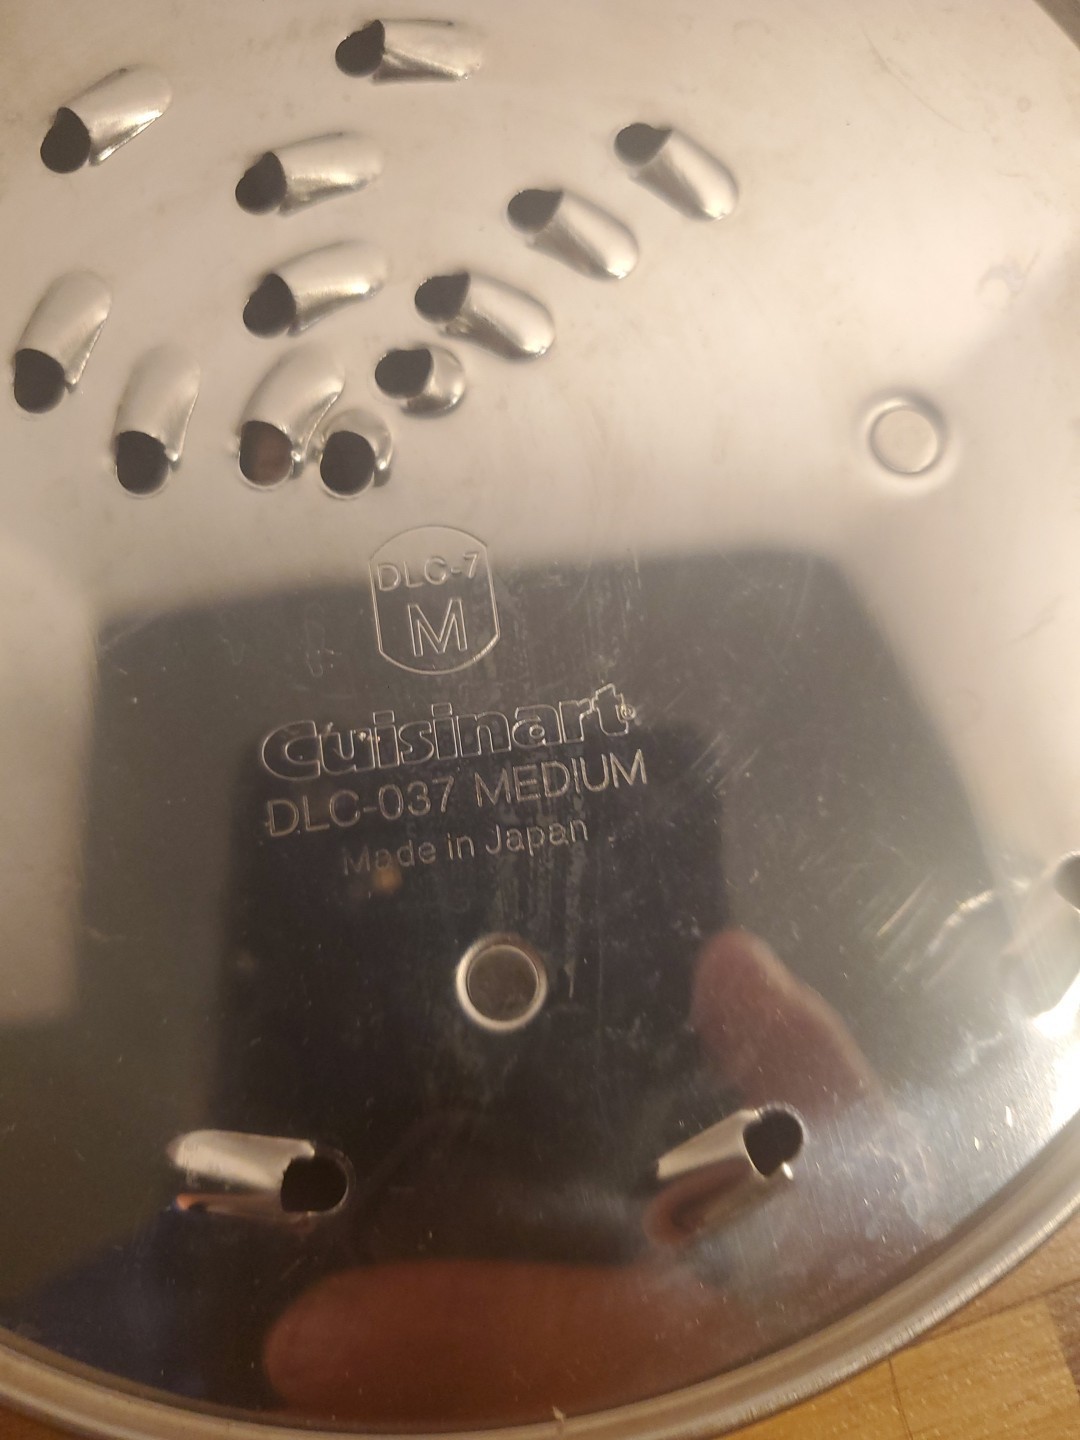 DLC-7
M
Cuisinart®
DLC-037 MEDIUM
Made in Japan